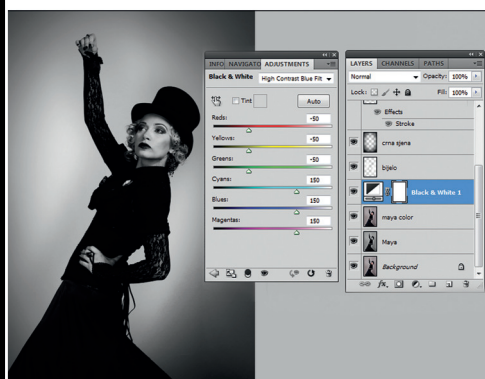 INFO NAVIGATO ADJUSTMENTS
Black & White High Contrast Blue Filt
Tint Auto
Reds: -50
Yellows: -50
Greens: -50
Cyans: 150
Blues: 150
Magentas: 150
LAYERS CHANNELS PATHS
Normal Opacity: 100%
Lock: Fill: 100%
Effects
Stroke
crna sjena
bijelo
Black & White 1
maya color
Maya
Background
fx.